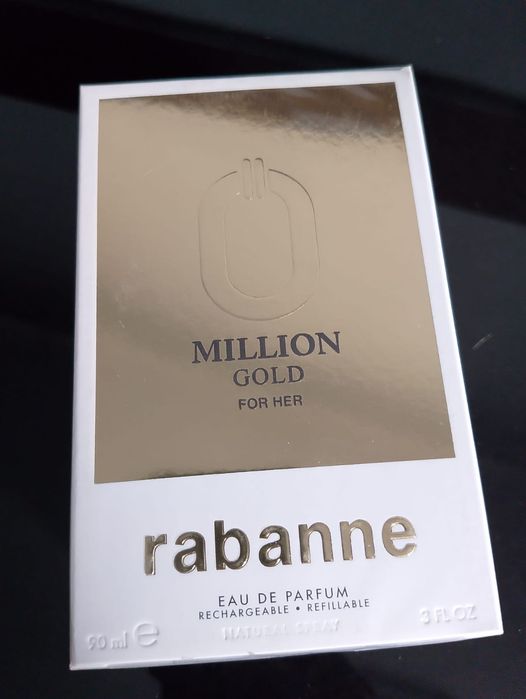 MILLION
GOLD
FOR HER
rabanne
EAU DE PARFUM
RECHARGEABLE • REFILLABLE
NATURAL SPRAY
90 ml ℮
3 FL OZ